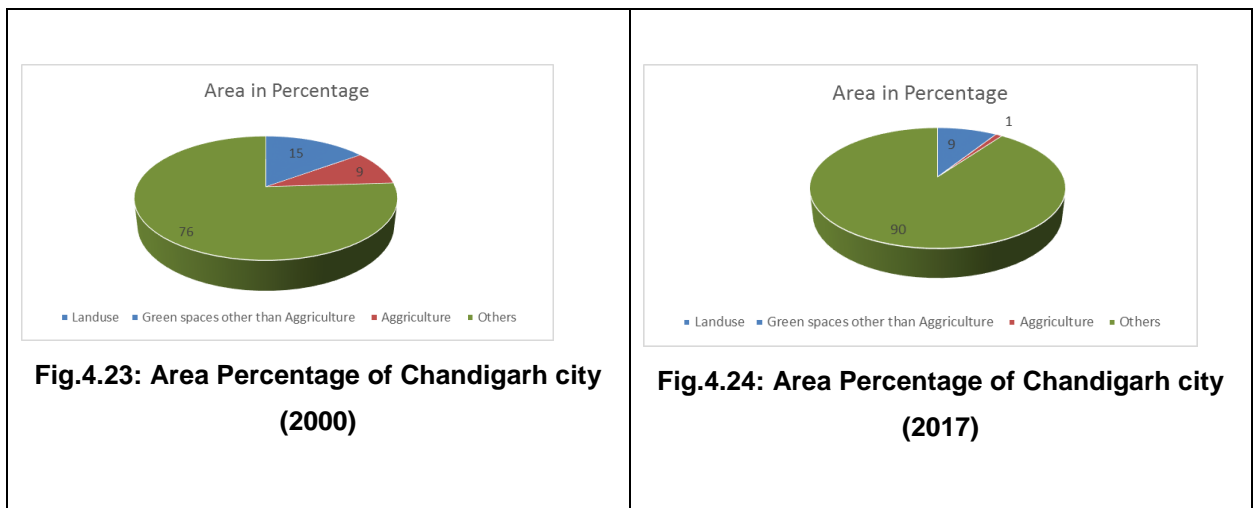 Area in Percentage
15
9
76
Landuse Green spaces other than Aggriculture Aggriculture Others
Fig.4.23: Area Percentage of Chandigarh city
(2000)
Area in Percentage
1
9
90
Landuse Green spaces other than Aggriculture Aggriculture Others
Fig.4.24: Area Percentage of Chandigarh city
(2017)